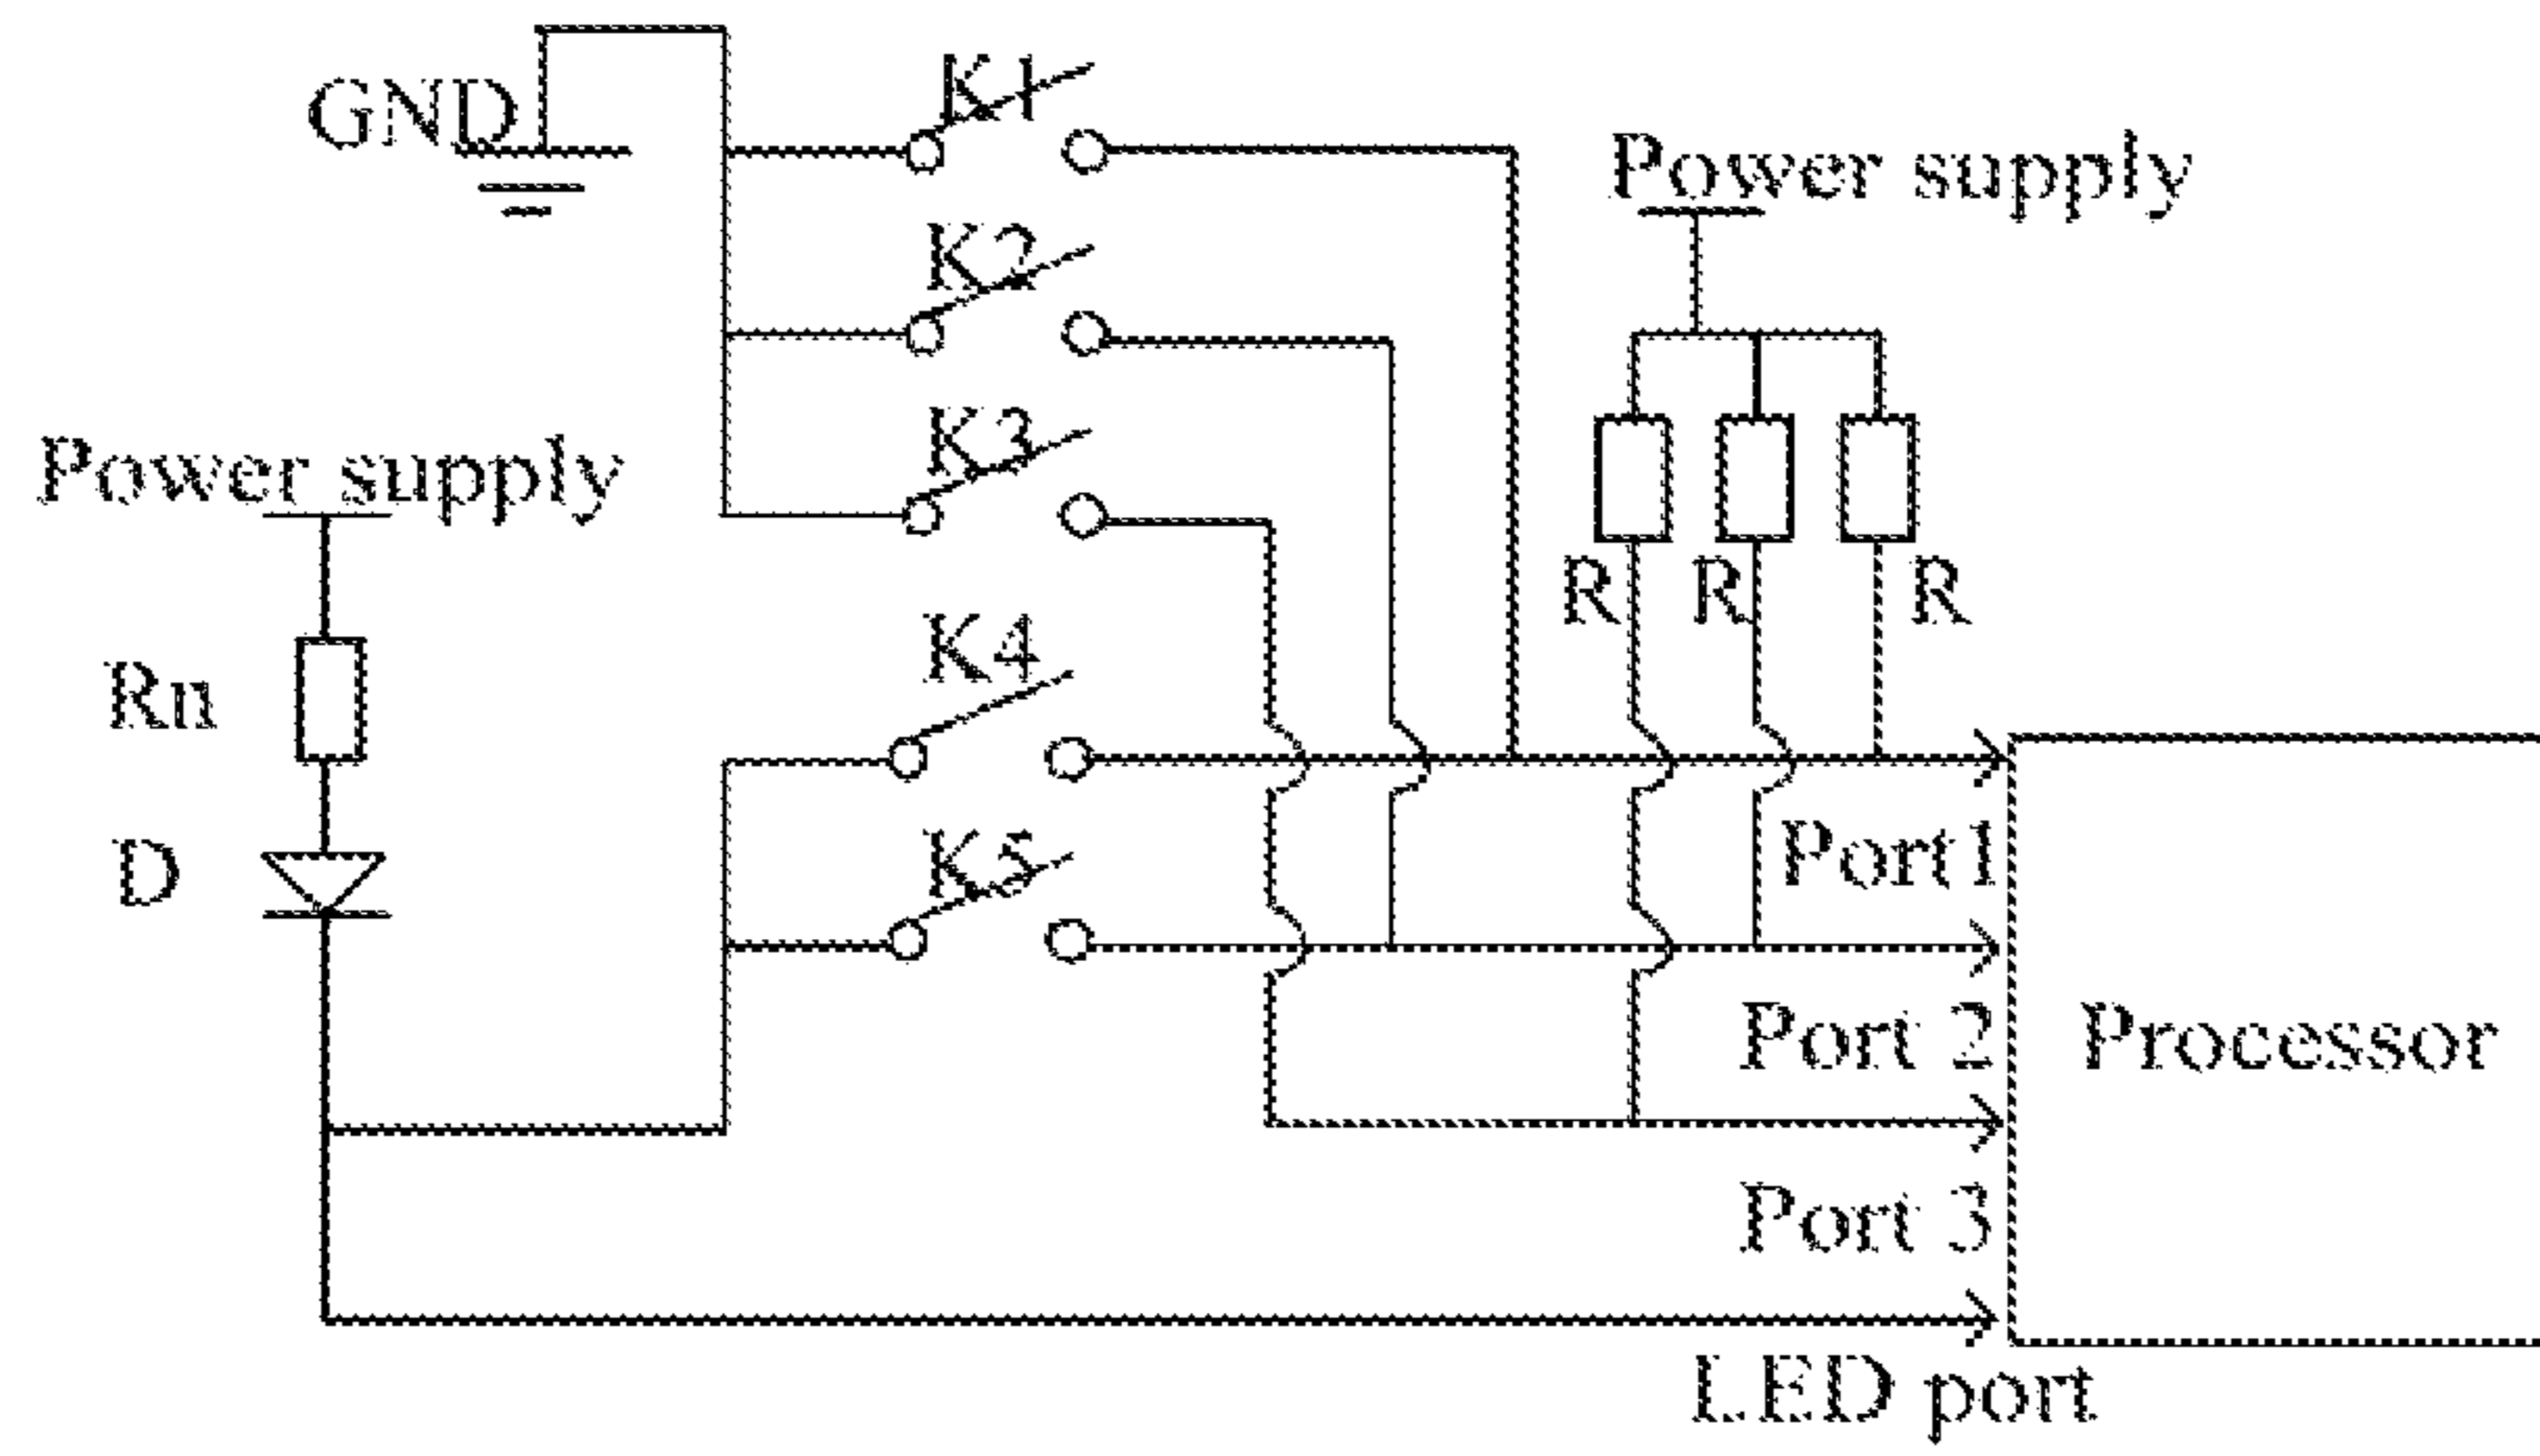 GND
K1
K2
K3
Power supply
Power supply
R
R
R
Rn
K4
D
K5
Port1
Port 2
Processor
Port 3
LED port